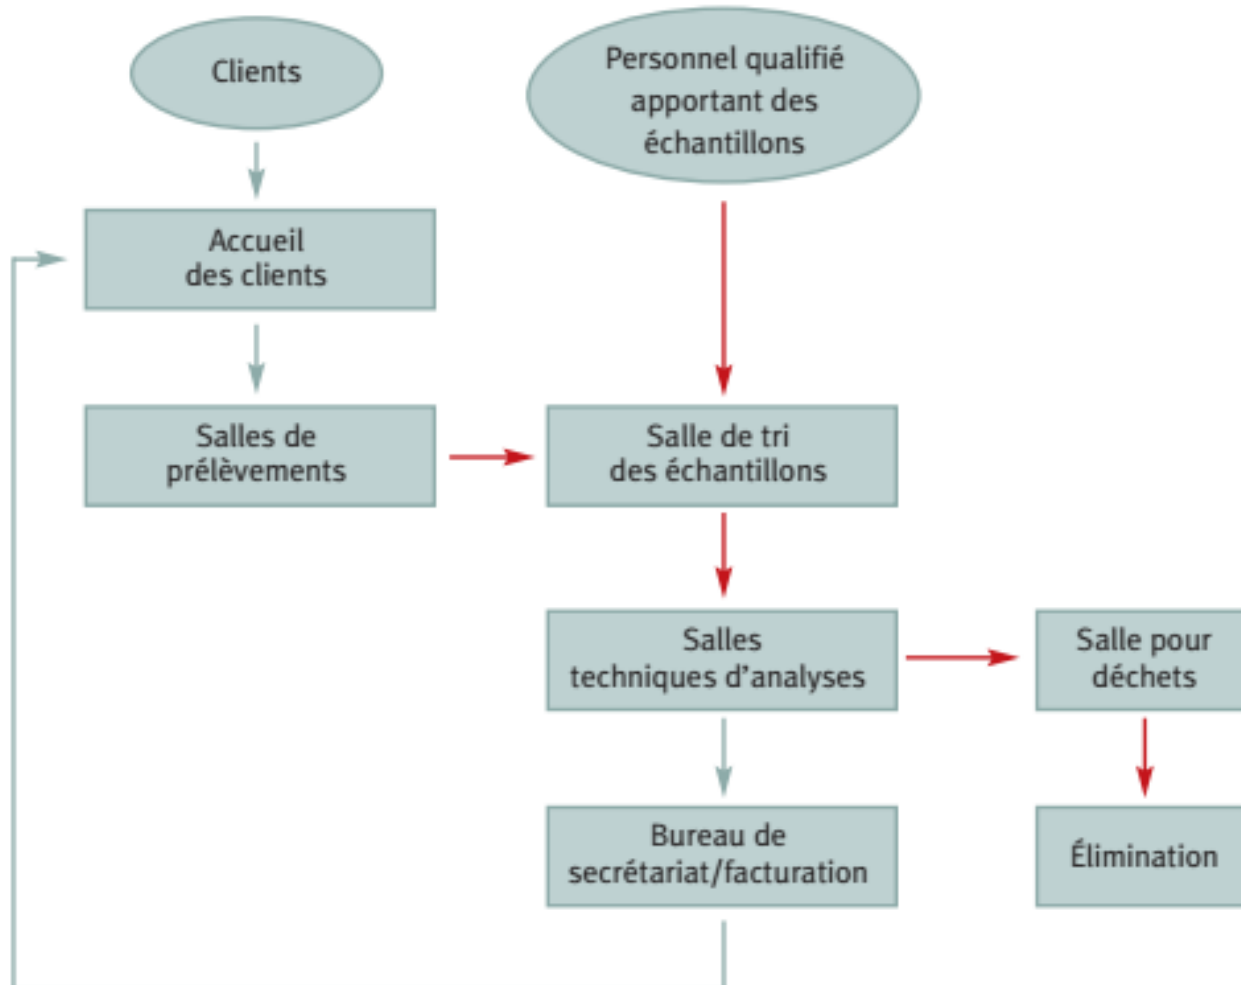 Clients
Personnel qualifié
apportant des
échantillons
Accueil
des clients
Salles de
prélèvements
Salle de tri
des échantillons
Salles
techniques d'analyses
Salle pour
déchets
Bureau de
secrétariat/facturation
Élimination